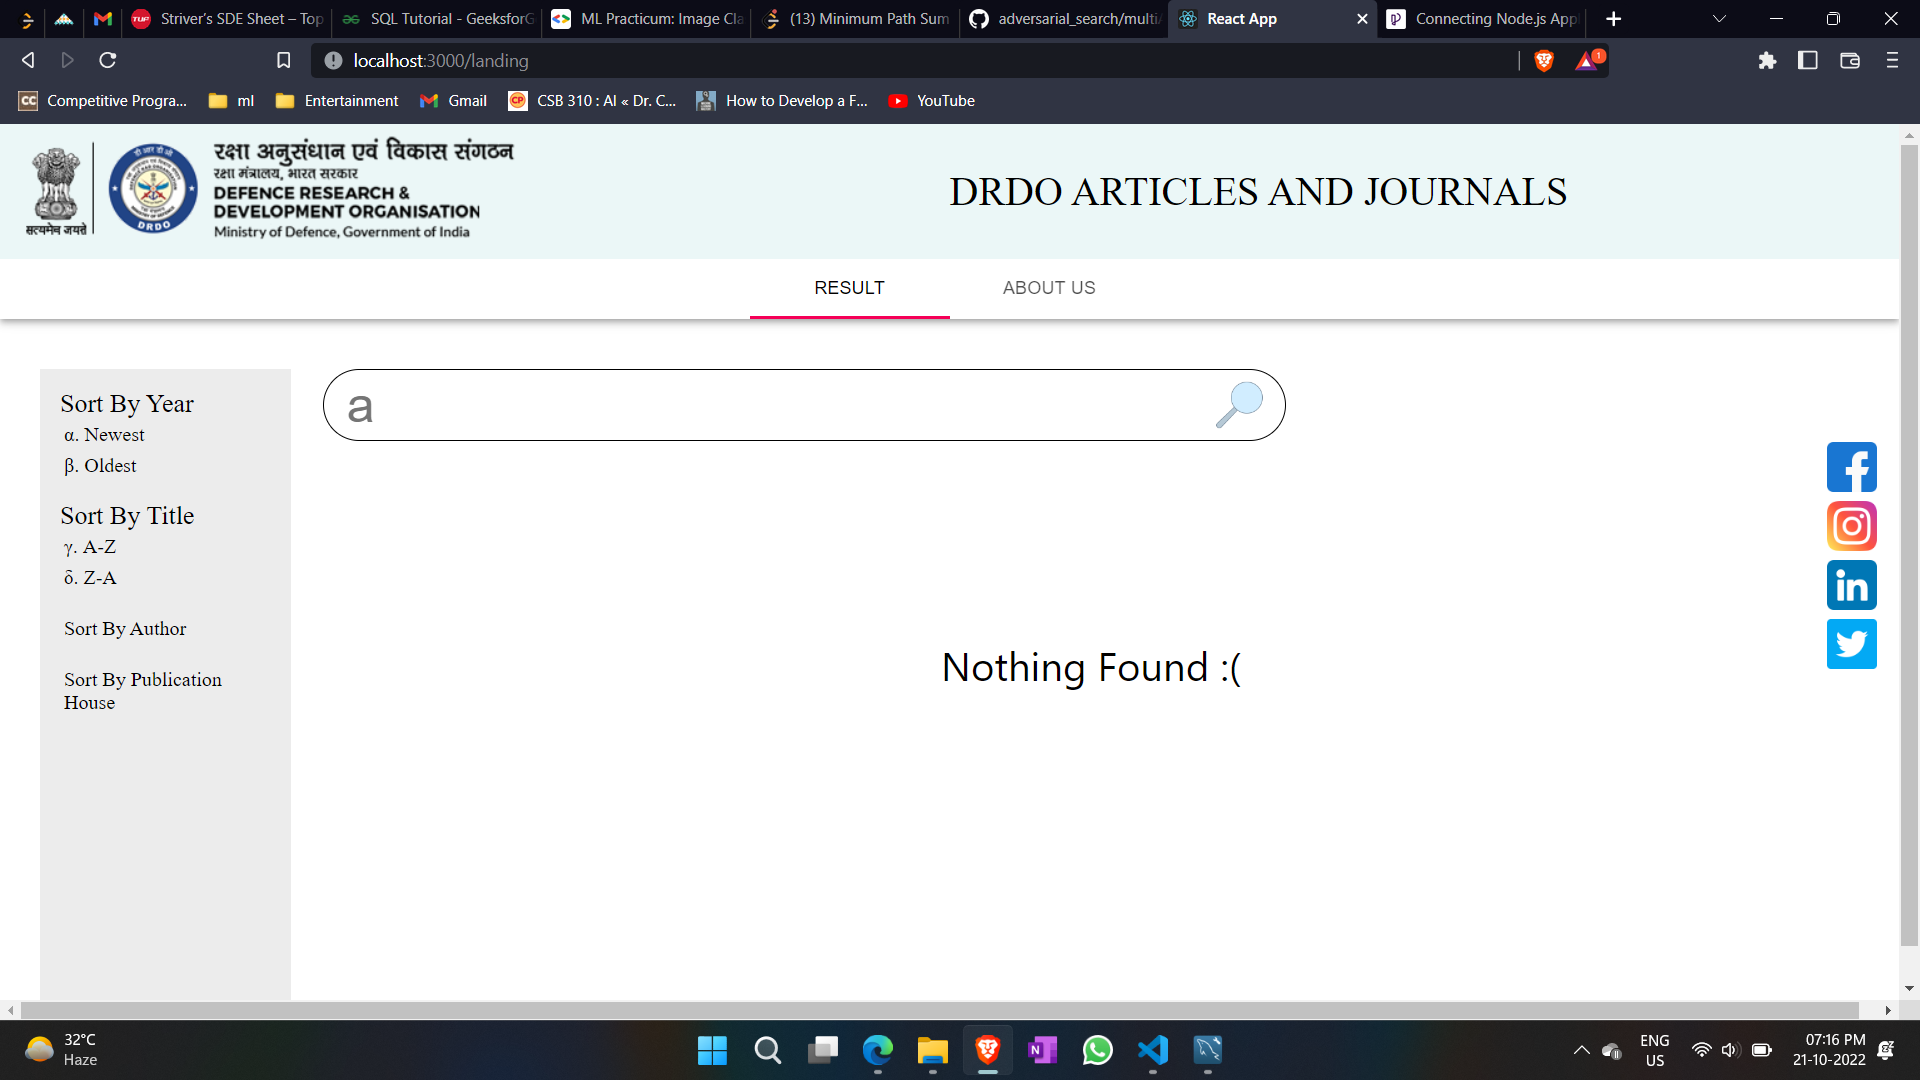 Striver's SDE Sheet – Top
SQL Tutorial - GeeksforG
ML Practicum: Image Cla
(13) Minimum Path Sum
adversarial_search/multi
React App
Connecting Node.js App
localhost:3000/landing
1
Competitive Progra...
ml
Entertainment
Gmail
CSB 310 : AI « Dr. C...
How to Develop a F...
YouTube
रक्षा अनुसंधान एवं विकास संगठन
रक्षा मंत्रालय, भारत सरकार
DEFENCE RESEARCH &
DEVELOPMENT ORGANISATION
Ministry of Defence, Government of India
सत्यमेव जयते
डी आर डी ओ
DRDO
DRDO ARTICLES AND JOURNALS
RESULT
ABOUT US
Sort By Year
α. Newest
β. Oldest
Sort By Title
γ. A-Z
δ. Z-A
Sort By Author
Sort By Publication
House
a
Nothing Found :(
32°C
Haze
ENG
US
07:16 PM
21-10-2022